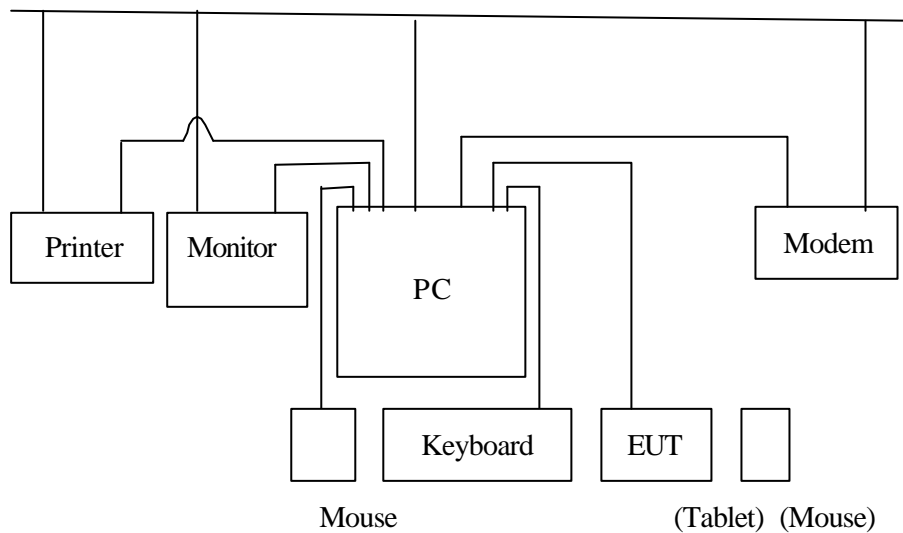 Printer
Monitor
Modem
PC
Keyboard
EUT
Mouse
(Tablet) (Mouse)